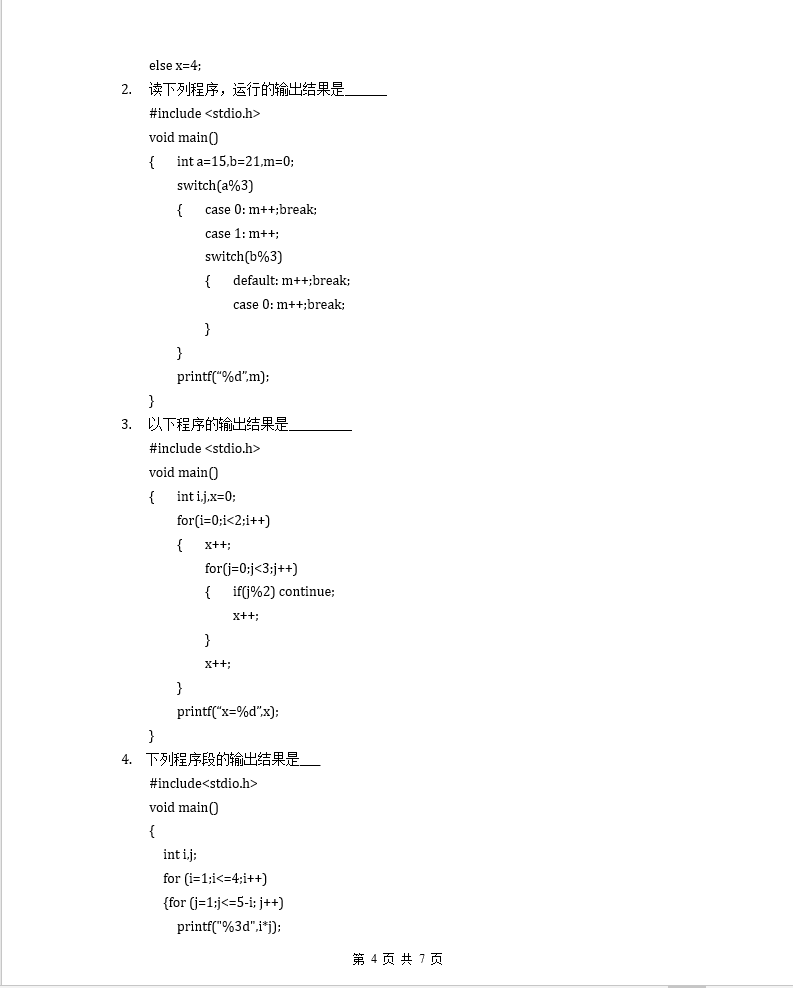 else x=4;
2. 读下列程序，运行的输出结果是______
#include <stdio.h>
void main()
{ int a=15,b=21,m=0;
switch(a%3)
{ case 0: m++;break;
case 1: m++;
switch(b%3)
{ default: m++;break;
case 0: m++;break;
}
}
printf(“%d”,m);
}
3. 以下程序的输出结果是_________
#include <stdio.h>
void main()
{ int i,j,x=0;
for(i=0;i<2;i++)
{ x++;
for(j=0;j<3;j++)
{ if(j%2) continue;
x++;
}
x++;
}
printf(“x=%d”,x);
}
4. 下列程序段的输出结果是___
#include<stdio.h>
void main()
{
int i,j;
for (i=1;i<=4;i++)
{for (j=1;j<=5-i; j++)
printf("%3d",i*j);
第 4 页 共 7 页